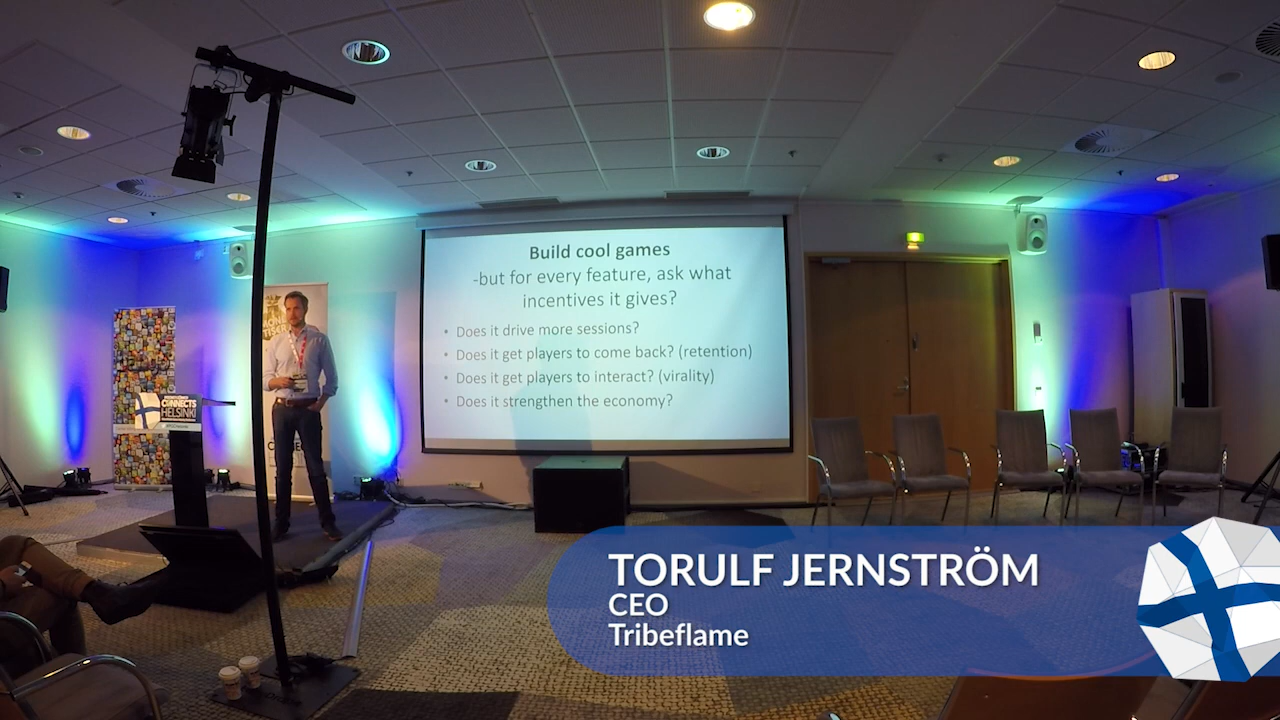 Build cool games
-but for every feature, ask what
incentives it gives?
• Does it drive more sessions?
• Does it get players to come back? (retention)
• Does it get players to interact? (virality)
• Does it strengthen the economy?
CONNECTS
HELSINKI
TORULF JERNSTRÖM
CEO
Tribeflame